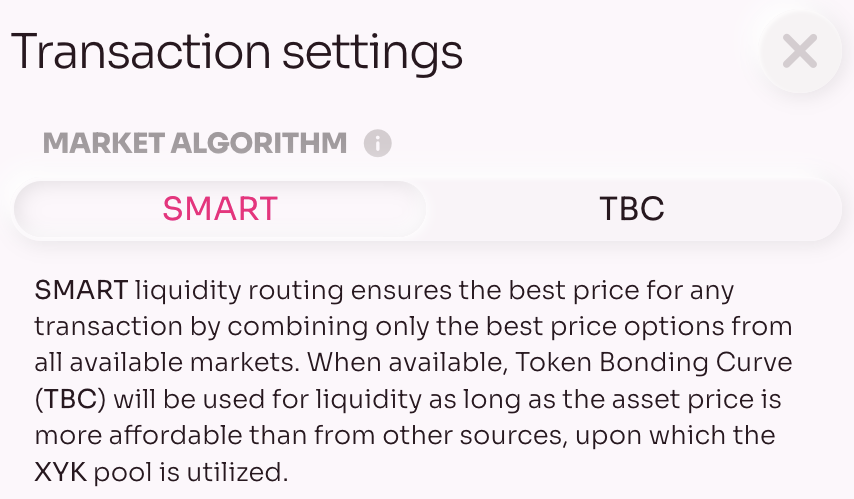 Transaction settings
MARKET ALGORITHM
SMART
TBC
SMART liquidity routing ensures the best price for any
transaction by combining only the best price options from
all available markets. When available, Token Bonding Curve
(TBC) will be used for liquidity as long as the asset price is
more affordable than from other sources, upon which the
XYK pool is utilized.